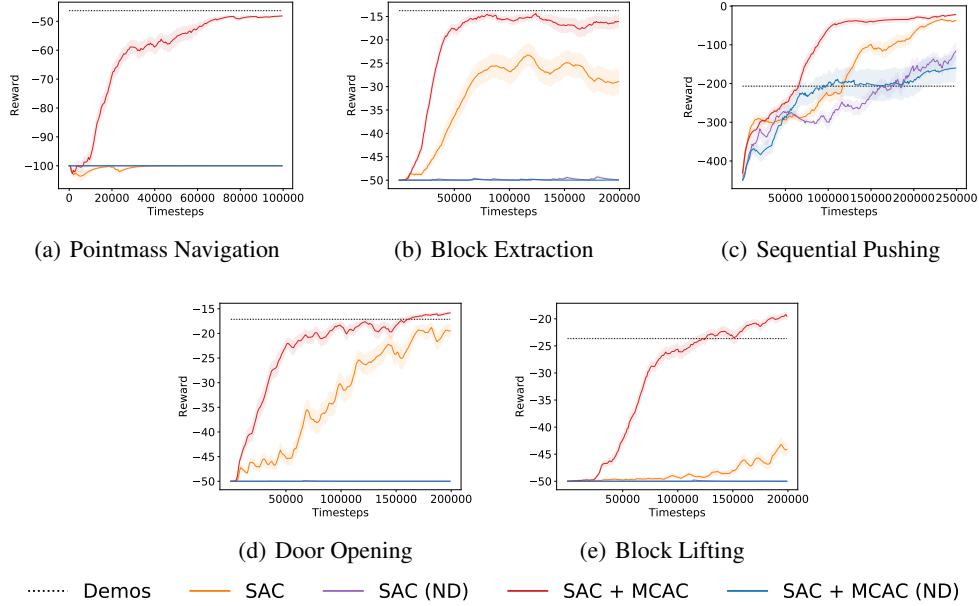 −50
−60
−70
−80
−90
−100
Reward
0 20000 40000 60000 80000 100000
Timesteps
(a) Pointmass Navigation
−15
−20
−25
−30
−35
−40
−45
−50
Reward
50000 100000 150000 200000
Timesteps
(b) Block Extraction
0
−100
−200
−300
−400
Reward
50000 100000 150000 200000 250000
Timesteps
(c) Sequential Pushing
−15
−20
−25
−30
−35
−40
−45
−50
Reward
50000 100000 150000 200000
Timesteps
(d) Door Opening
−20
−25
−30
−35
−40
−45
−50
Reward
50000 100000 150000 200000
Timesteps
(e) Block Lifting
Demos SAC SAC (ND) SAC + MCAC SAC + MCAC (ND)